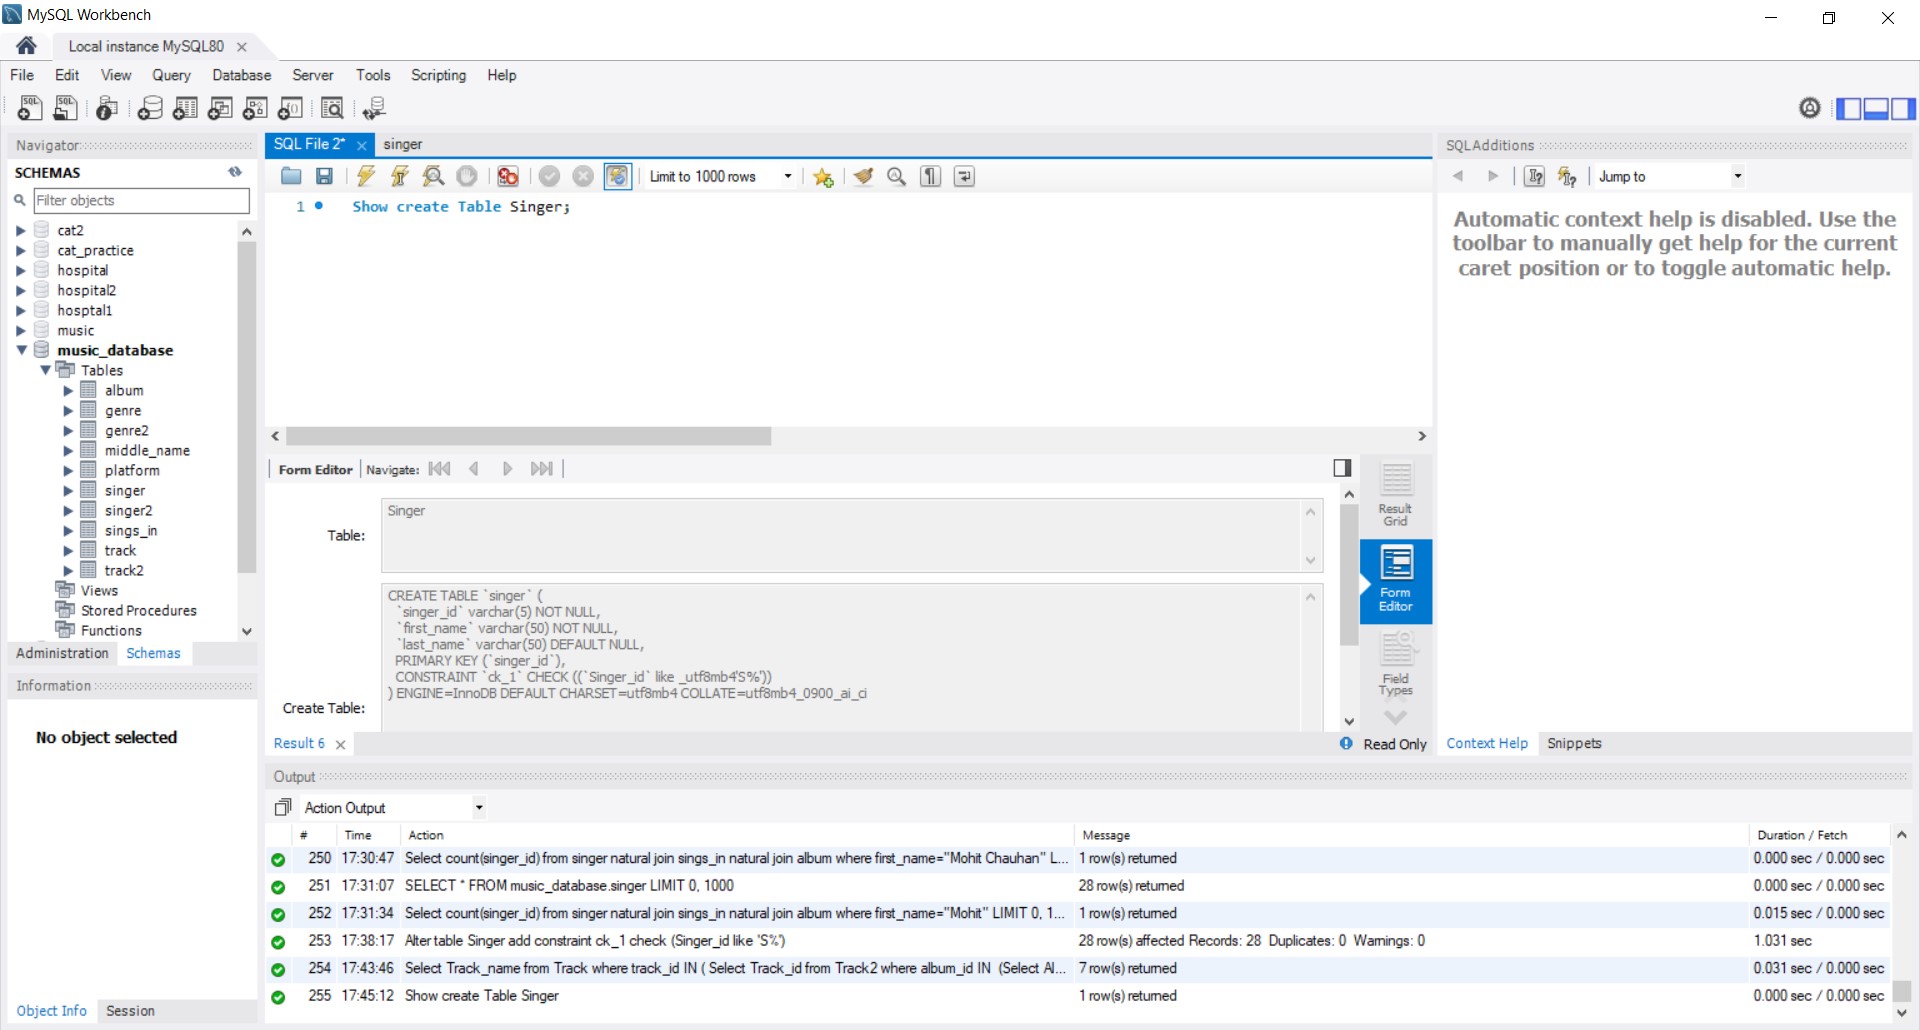 MySQL Workbench
Local instance MySQL80
File Edit View Query Database Server Tools Scripting Help
Navigator
SCHEMAS
Filter objects
cat2
cat_practice
hospital
hospital2
hosptal1
music
music_database
Tables
album
genre
genre2
middle_name
platform
singer
singer2
sings_in
track
track2
Views
Stored Procedures
Functions
Administration Schemas
Information
No object selected
Object Info Session
SQL File 2* singer
Limit to 1000 rows
1 Show create Table Singer;
Form Editor Navigate:
Table:
Singer
Create Table:
CREATE TABLE `singer` (
`singer_id` varchar(5) NOT NULL,
`first_name` varchar(50) NOT NULL,
`last_name` varchar(50) DEFAULT NULL,
PRIMARY KEY (`singer_id`),
CONSTRAINT `ck_1` CHECK ((`Singer_id` like _utf8mb4'S%'))
) ENGINE=InnoDB DEFAULT CHARSET=utf8mb4 COLLATE=utf8mb4_0900_ai_ci
Result
Grid
Form
Editor
Field
Types
Result 6
Read Only
SQLAdditions
Jump to
Automatic context help is disabled. Use the
toolbar to manually get help for the current
caret position or to toggle automatic help.
Context Help Snippets
Output
Action Output
# Time Action Message Duration / Fetch
250 17:30:47 Select count(singer_id) from singer natural join sings_in natural join album where first_name="Mohit Chauhan" L... 1 row(s) returned 0.000 sec / 0.000 sec
251 17:31:07 SELECT * FROM music_database.singer LIMIT 0, 1000 28 row(s) returned 0.000 sec / 0.000 sec
252 17:31:34 Select count(singer_id) from singer natural join sings_in natural join album where first_name="Mohit" LIMIT 0, 1... 1 row(s) returned 0.015 sec / 0.000 sec
253 17:38:17 Alter table Singer add constraint ck_1 check (Singer_id like 'S%') 28 row(s) affected Records: 28 Duplicates: 0 Warnings: 0 1.031 sec
254 17:43:46 Select Track_name from Track where track_id IN ( Select Track_id from Track2 where album_id IN (Select Al... 7 row(s) returned 0.031 sec / 0.000 sec
255 17:45:12 Show create Table Singer 1 row(s) returned 0.000 sec / 0.000 sec